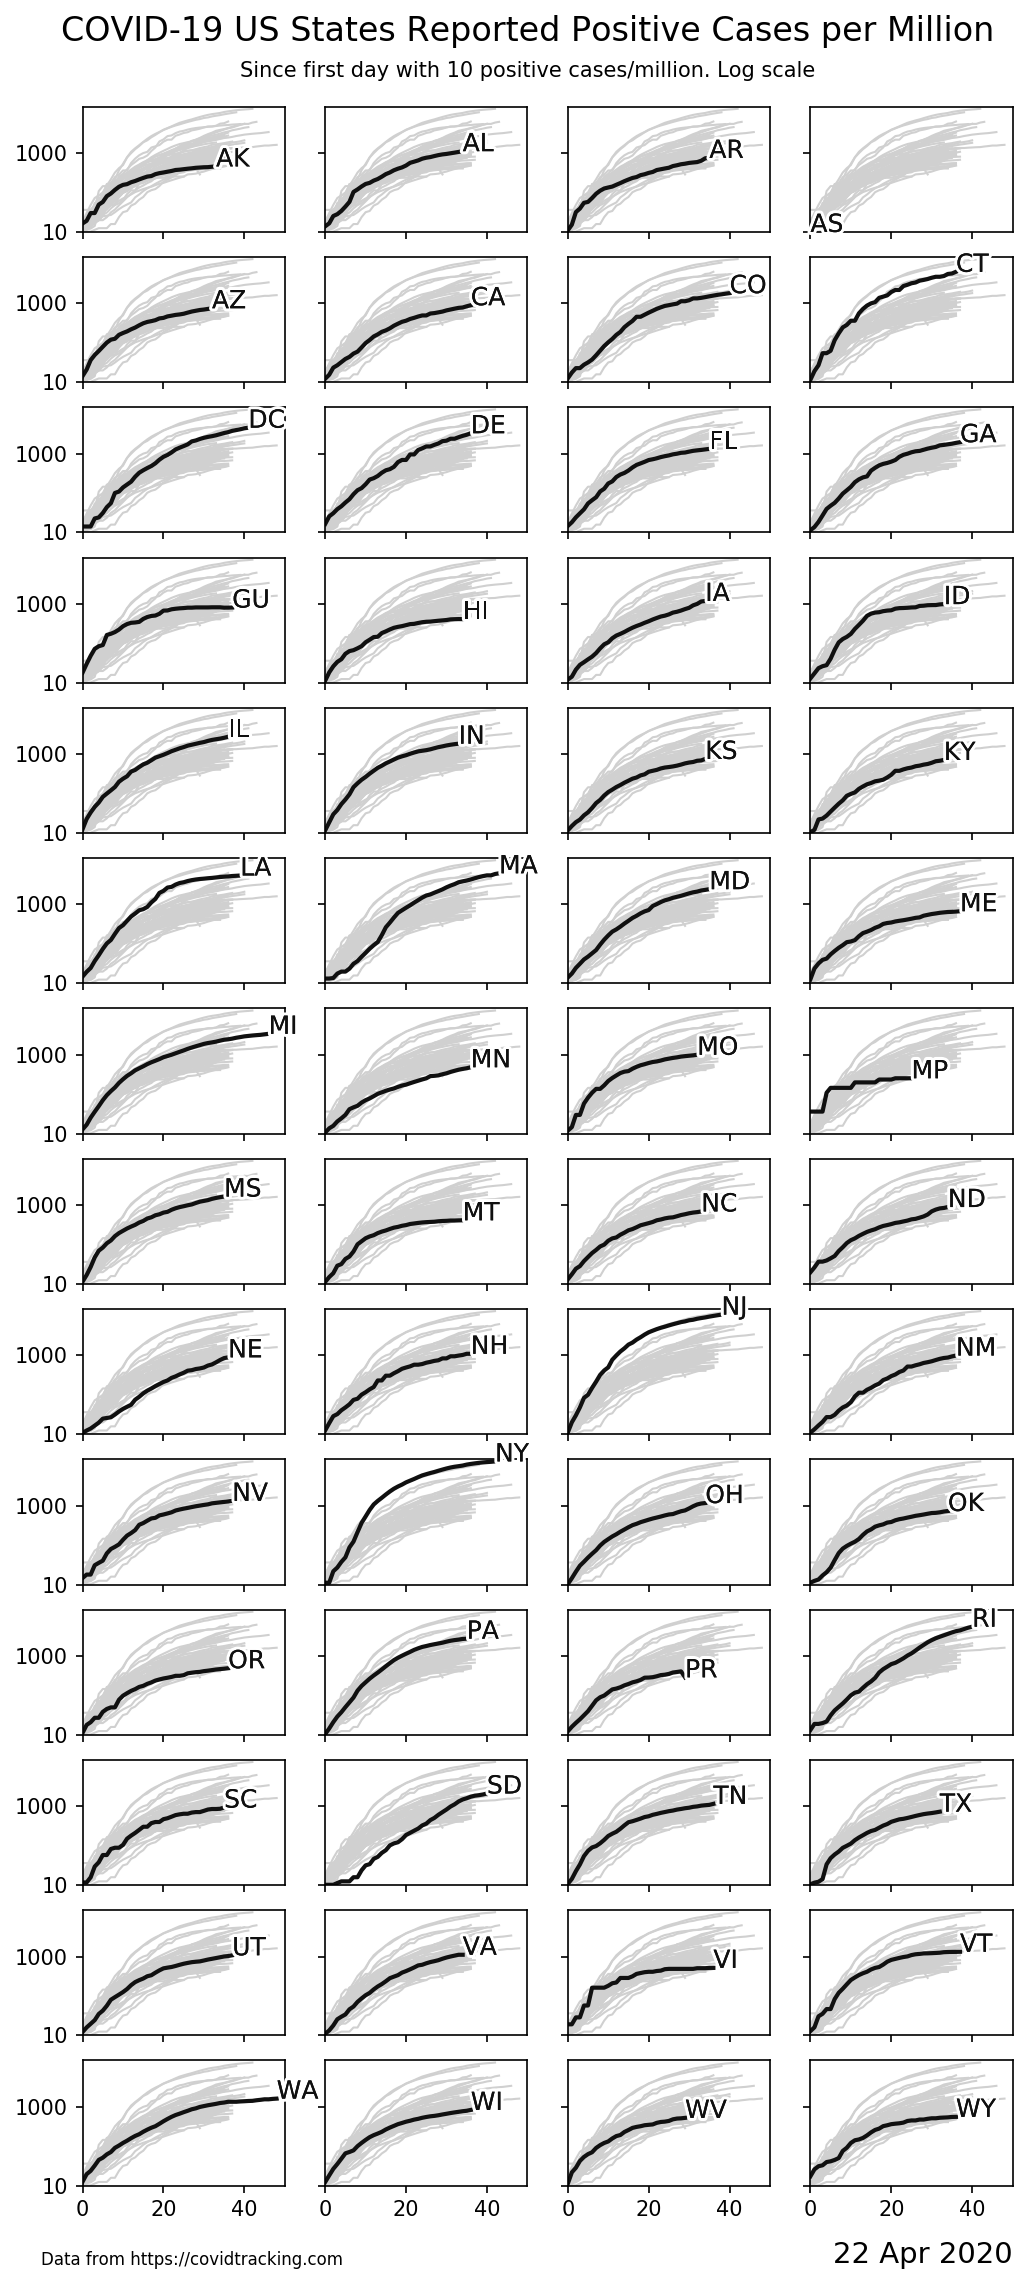 COVID-19 US States Reported Positive Cases per Million
Since first day with 10 positive cases/million. Log scale
1000
10
AK
AL
AR
AS
1000
10
AZ
CA
CO
CT
1000
10
DC
DE
FL
GA
1000
10
GU
HI
IA
ID
1000
10
IL
IN
KS
KY
1000
10
LA
MA
MD
ME
1000
10
MI
MN
MO
MP
1000
10
MS
MT
NC
ND
1000
10
NE
NH
NJ
NM
1000
10
NV
NY
OH
OK
1000
10
OR
PA
PR
RI
1000
10
SC
SD
TN
TX
1000
10
UT
VA
VI
VT
1000
10
WA
WI
WV
WY
0 20 40 0 20 40 0 20 40 0 20 40
Data from https://covidtracking.com
22 Apr 2020